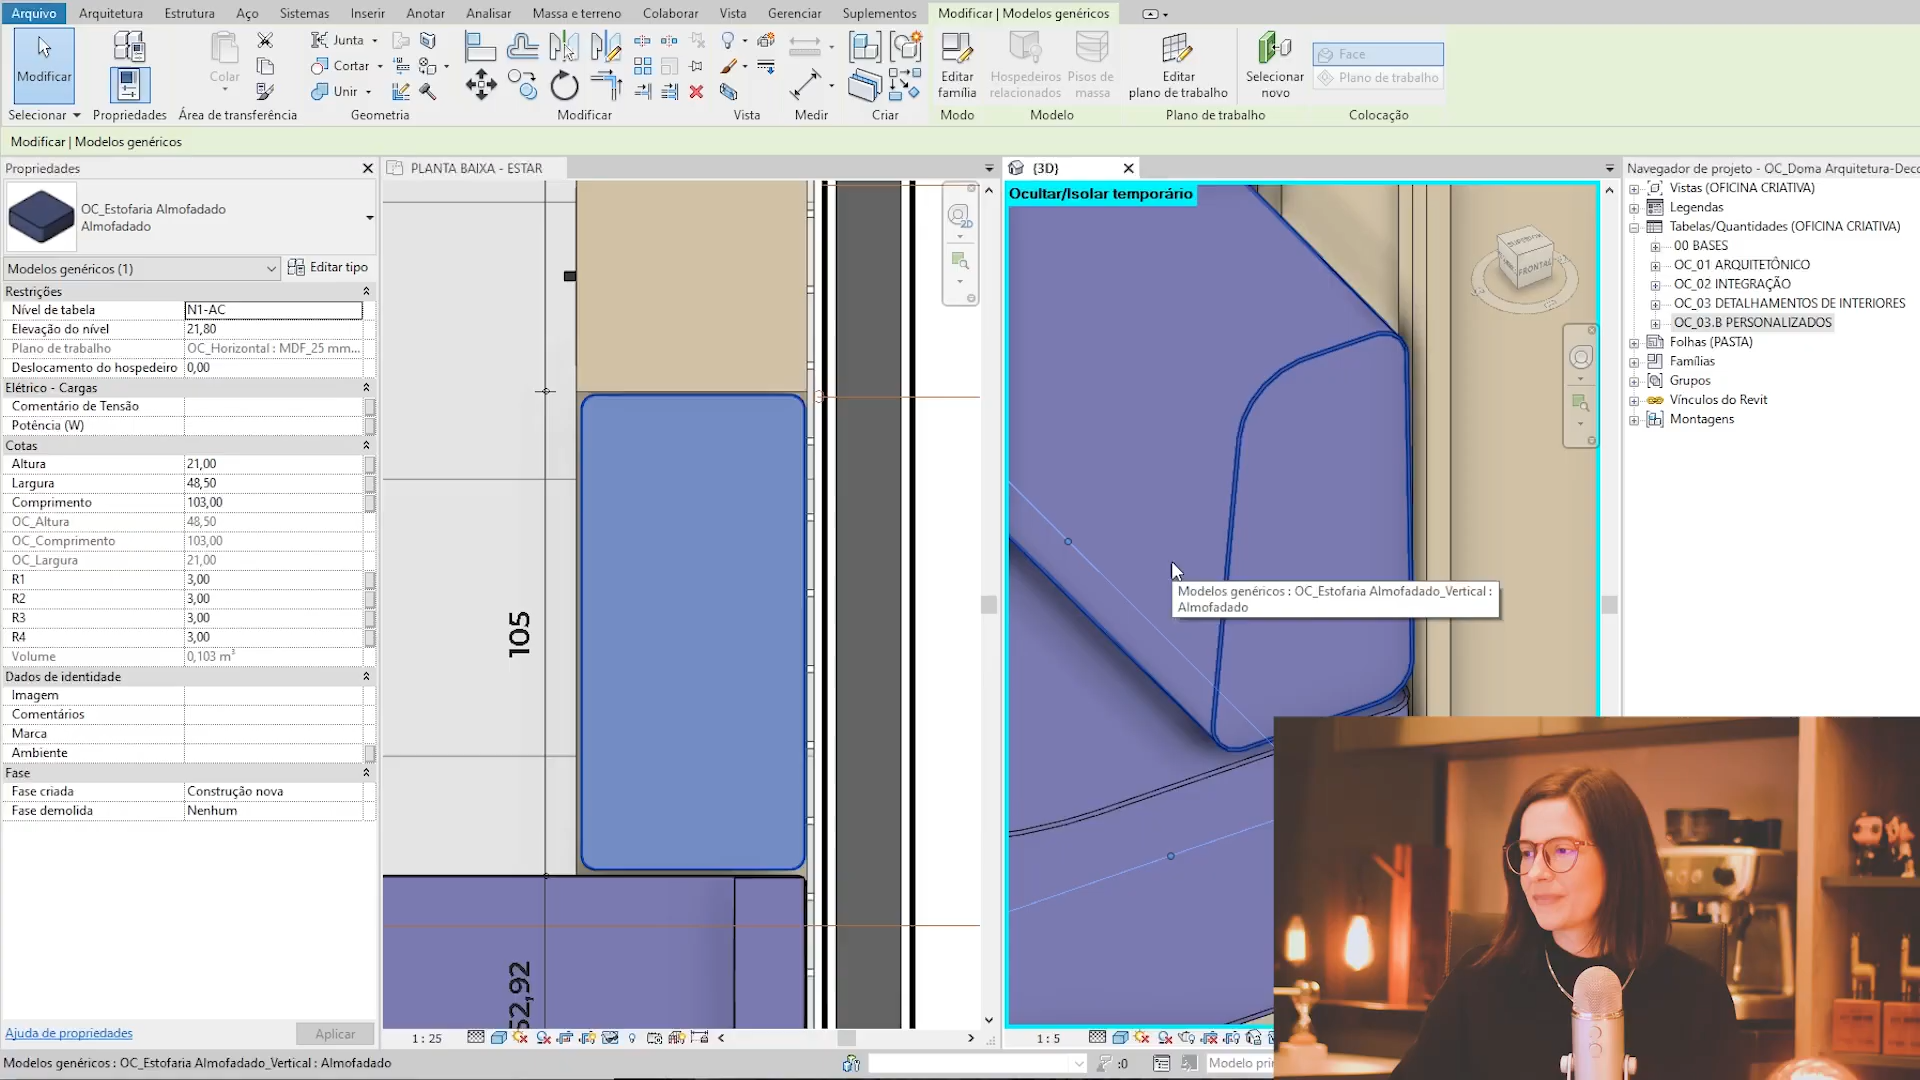 Arquivo Arquitetura Estrutura Aço Sistemas Inserir Anotar Analisar Massa e terreno Colaborar Vista Gerenciar Suplementos Modificar | Modelos genéricos
Modificar
Selecionar
Propriedades
Colar
Área de transferência
Junta
Cortar
Unir
Geometria
Modificar
Vista
Medir
Criar
Editar família
Modo
Hospedeiros relacionados
Pisos de massa
Modelo
Editar plano de trabalho
Selecionar novo
Plano de trabalho
Face
Plano de trabalho
Colocação
Modificar | Modelos genéricos
Propriedades
OC_Estofaria Almofadado
Almofadado
Modelos genéricos (1)
Editar tipo
Restrições
Nível de tabela N1-AC
Elevação do nível 21,80
Plano de trabalho OC_Horizontal : MDF_25 mm...
Deslocamento do hospedeiro 0,00
Elétrico - Cargas
Comentário de Tensão
Potência (W)
Cotas
Altura 21,00
Largura 48,50
Comprimento 103,00
OC_Altura 48,50
OC_Comprimento 103,00
OC_Largura 21,00
R1 3,00
R2 3,00
R3 3,00
R4 3,00
Volume 0,103 m³
Dados de identidade
Imagem
Comentários
Marca
Ambiente
Fase
Fase criada Construção nova
Fase demolida Nenhum
Ajuda de propriedades
Aplicar
PLANTA BAIXA - ESTAR
2D
105
52,92
1 : 25
{3D}
Ocultar/Isolar temporário
FRONTAL
Modelos genéricos : OC_Estofaria Almofadado_Vertical :
Almofadado
1 : 5
Navegador de projeto - OC_Doma Arquitetura-Deco
Vistas (OFICINA CRIATIVA)
Legendas
Tabelas/Quantidades (OFICINA CRIATIVA)
00 BASES
OC_01 ARQUITETÔNICO
OC_02 INTEGRAÇÃO
OC_03 DETALHAMENTOS DE INTERIORES
OC_03.B PERSONALIZADOS
Folhas (PASTA)
Famílias
Grupos
Vínculos do Revit
Montagens
Modelos genéricos : OC_Estofaria Almofadado_Vertical : Almofadado
:0
Modelo pri